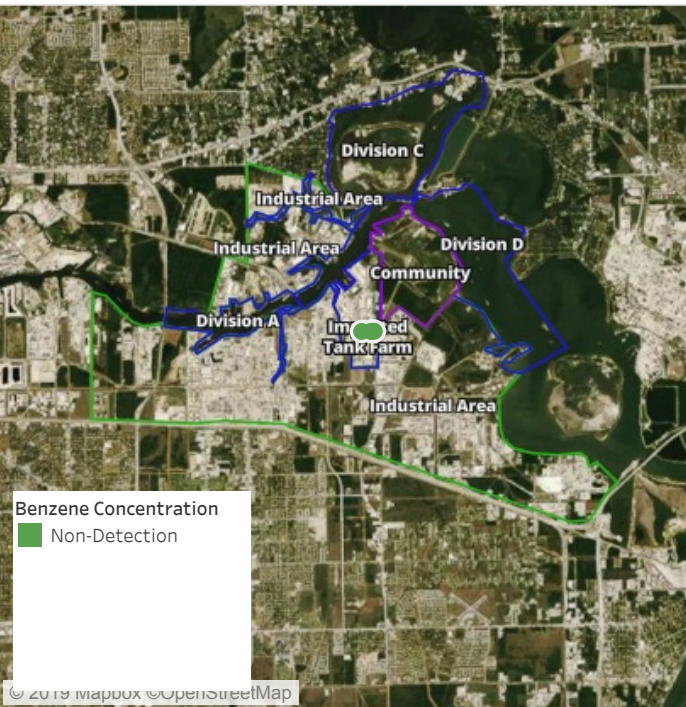 Division C
Industrial Area
Industrial Area
Division D
Community
Division A
Tank Farm
Industrial Area
Benzene Concentration
Non-Detection
© 2019 Mapbox ©OpenStreetMap